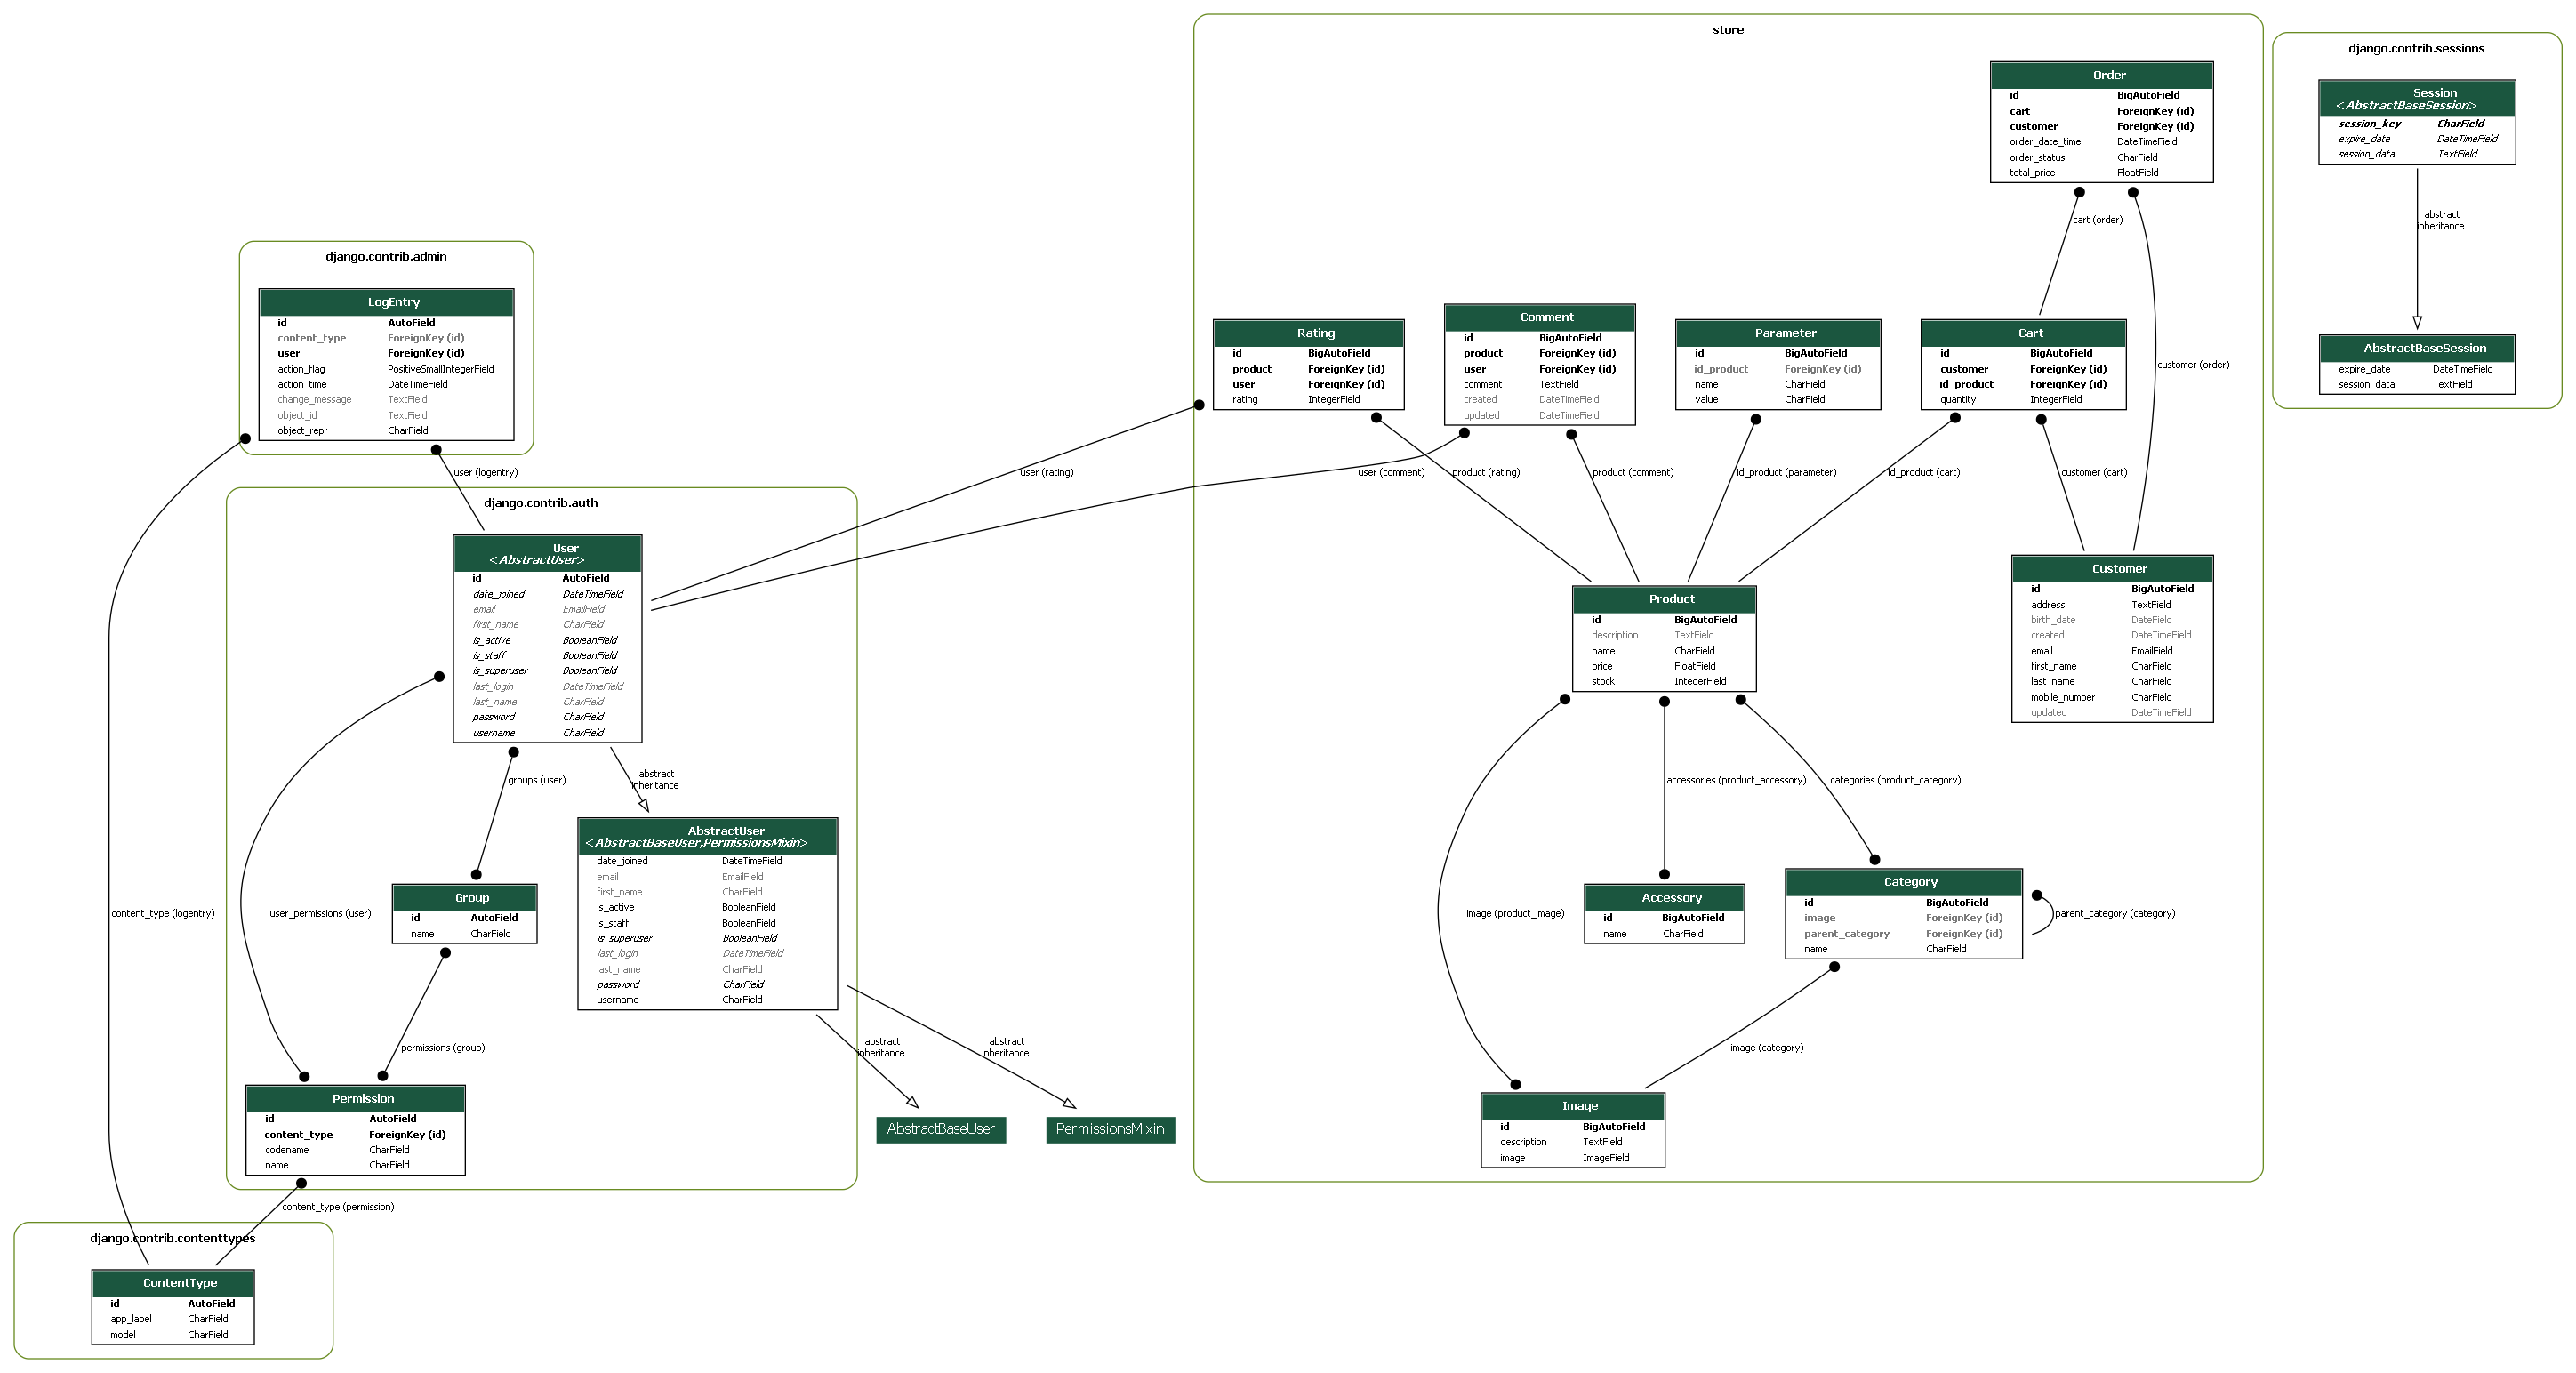 store
Order
id BigAutoField
cart ForeignKey (id)
customer ForeignKey (id)
order_date_time DateTimeField
order_status CharField
total_price FloatField
cart (order)
customer (order)
Rating
id BigAutoField
product ForeignKey (id)
user ForeignKey (id)
rating IntegerField
Comment
id BigAutoField
product ForeignKey (id)
user ForeignKey (id)
comment TextField
created DateTimeField
updated DateTimeField
Parameter
id BigAutoField
id_product ForeignKey (id)
name CharField
value CharField
Cart
id BigAutoField
customer ForeignKey (id)
id_product ForeignKey (id)
quantity IntegerField
user (rating)
user (comment)
product (rating)
product (comment)
id_product (parameter)
id_product (cart)
customer (cart)
Product
id BigAutoField
description TextField
name CharField
price FloatField
stock IntegerField
Customer
id BigAutoField
address TextField
birth_date DateField
created DateTimeField
email EmailField
first_name CharField
last_name CharField
mobile_number CharField
updated DateTimeField
image (product_image)
accessories (product_accessory)
categories (product_category)
Accessory
id BigAutoField
name CharField
Category
id BigAutoField
image ForeignKey (id)
parent_category ForeignKey (id)
name CharField
parent_category (category)
image (category)
Image
id BigAutoField
description TextField
image ImageField
django.contrib.sessions
Session
<AbstractBaseSession>
session_key CharField
expire_date DateTimeField
session_data TextField
abstract
inheritance
AbstractBaseSession
expire_date DateTimeField
session_data TextField
django.contrib.admin
LogEntry
id AutoField
content_type ForeignKey (id)
user ForeignKey (id)
action_flag PositiveSmallIntegerField
action_time DateTimeField
change_message TextField
object_id TextField
object_repr CharField
user (logentry)
content_type (logentry)
django.contrib.auth
User
<AbstractUser>
id AutoField
date_joined DateTimeField
email EmailField
first_name CharField
is_active BooleanField
is_staff BooleanField
is_superuser BooleanField
last_login DateTimeField
last_name CharField
password CharField
username CharField
groups (user)
abstract
inheritance
user_permissions (user)
AbstractUser
<AbstractBaseUser,PermissionsMixin>
date_joined DateTimeField
email EmailField
first_name CharField
is_active BooleanField
is_staff BooleanField
is_superuser BooleanField
last_login DateTimeField
last_name CharField
password CharField
username CharField
Group
id AutoField
name CharField
permissions (group)
abstract
inheritance
abstract
inheritance
AbstractBaseUser
PermissionsMixin
Permission
id AutoField
content_type ForeignKey (id)
codename CharField
name CharField
content_type (permission)
django.contrib.contenttypes
ContentType
id AutoField
app_label CharField
model CharField